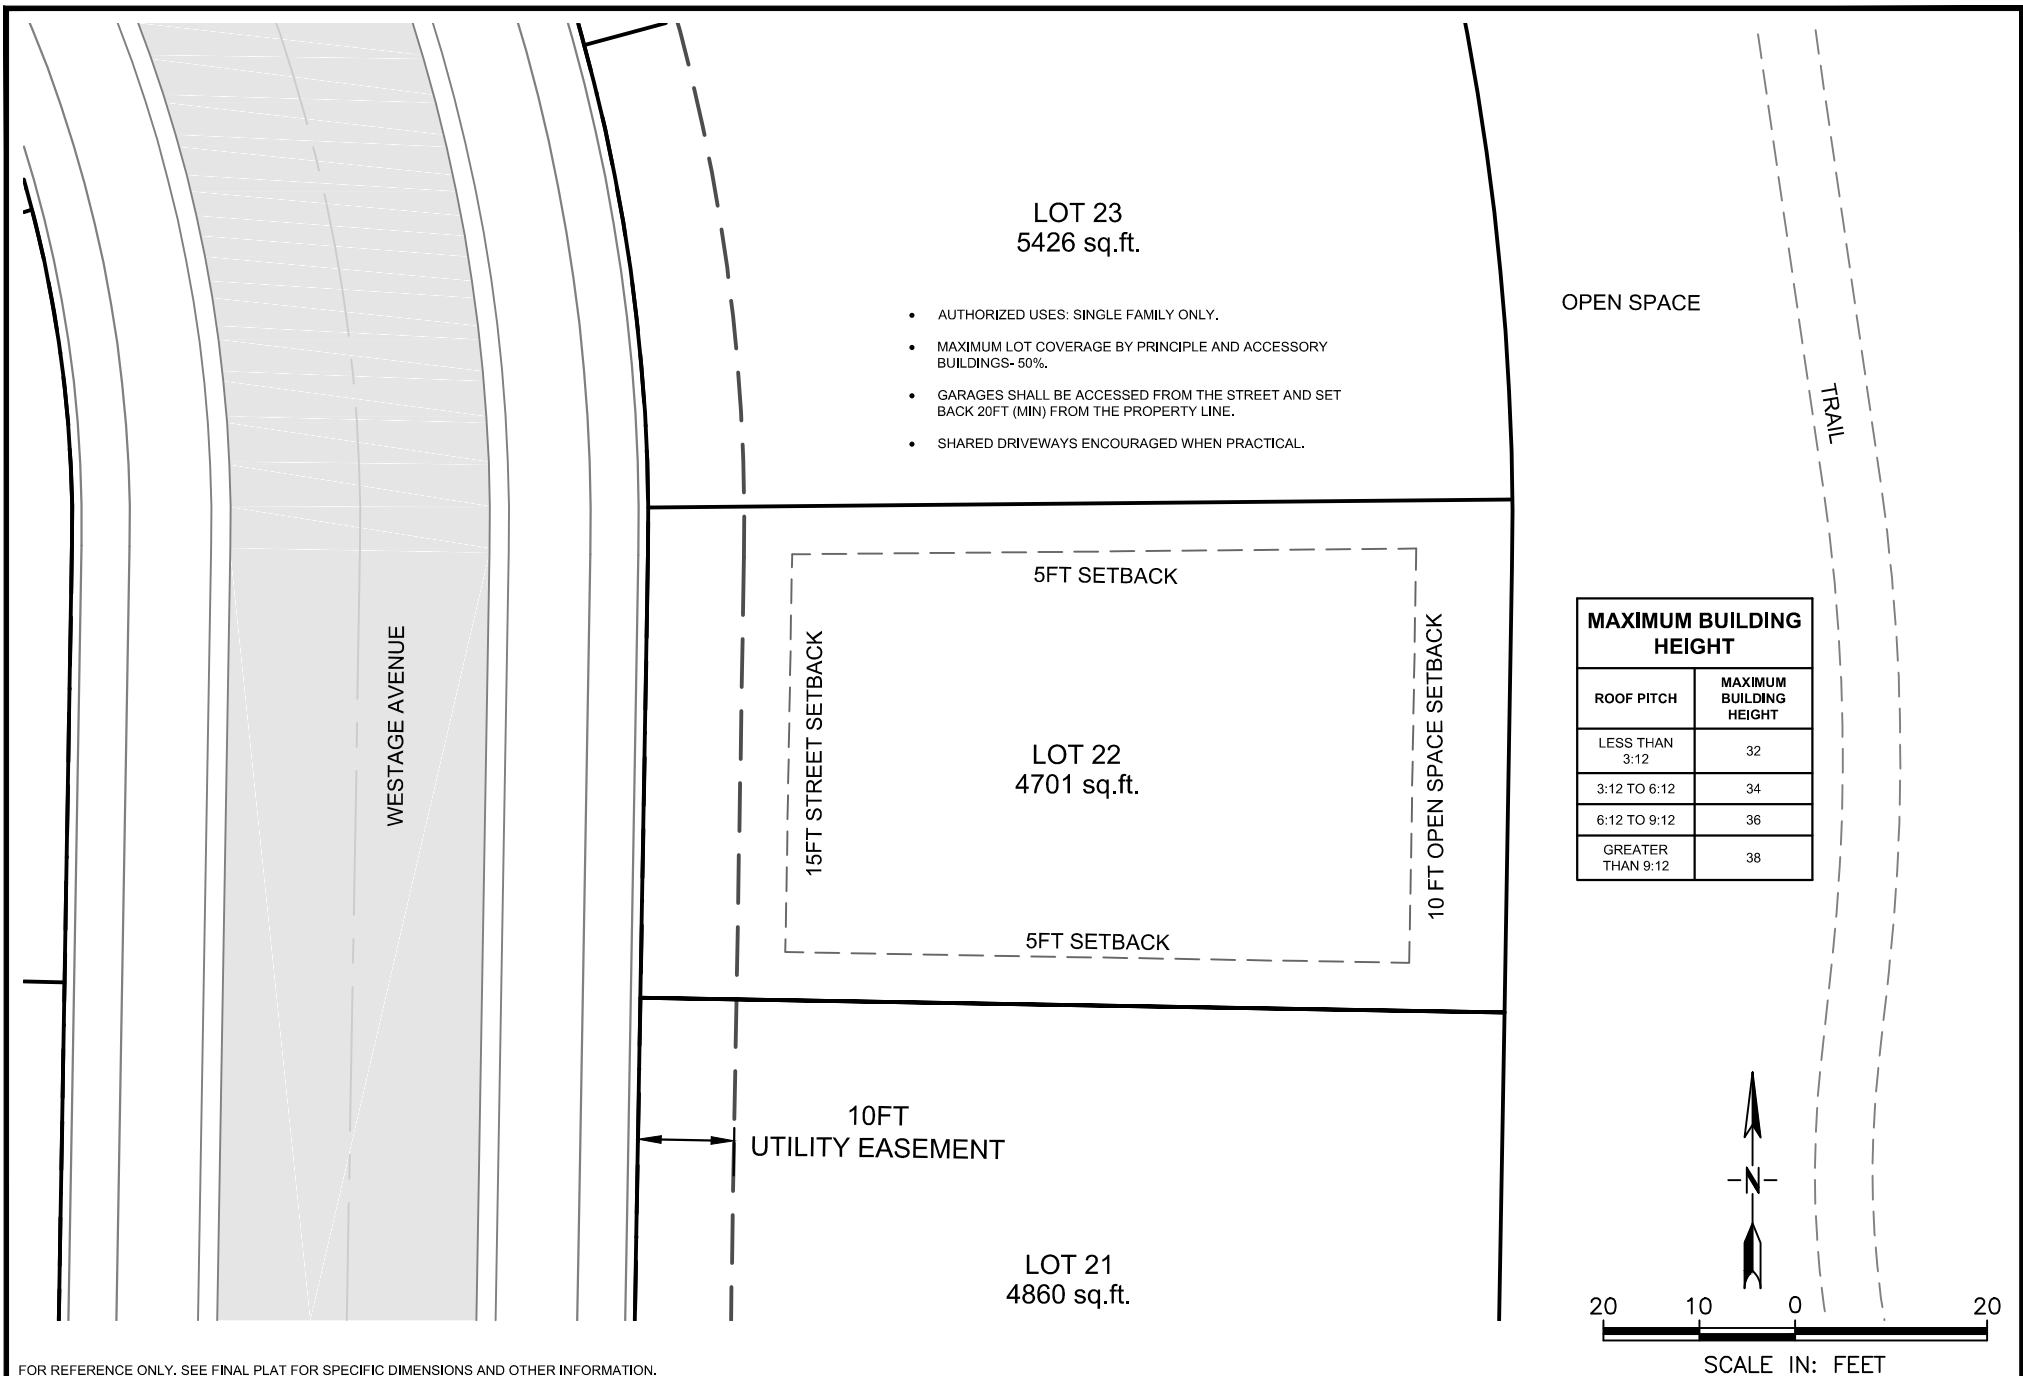 LOT 23
5426 sq.ft.
• AUTHORIZED USES: SINGLE FAMILY ONLY.
• MAXIMUM LOT COVERAGE BY PRINCIPLE AND ACCESSORY
BUILDINGS- 50%.
• GARAGES SHALL BE ACCESSED FROM THE STREET AND SET
BACK 20FT (MIN) FROM THE PROPERTY LINE.
• SHARED DRIVEWAYS ENCOURAGED WHEN PRACTICAL.
OPEN SPACE
TRAIL
WESTAGE AVENUE
5FT SETBACK
15FT STREET SETBACK
LOT 22
4701 sq.ft.
10 FT OPEN SPACE SETBACK
5FT SETBACK
MAXIMUM BUILDING
HEIGHT
ROOF PITCH
MAXIMUM
BUILDING
HEIGHT
LESS THAN
3:12
32
3:12 TO 6:12
34
6:12 TO 9:12
36
GREATER
THAN 9:12
38
10FT
UTILITY EASEMENT
LOT 21
4860 sq.ft.
N
20 10 0 20
SCALE IN: FEET
FOR REFERENCE ONLY. SEE FINAL PLAT FOR SPECIFIC DIMENSIONS AND OTHER INFORMATION.